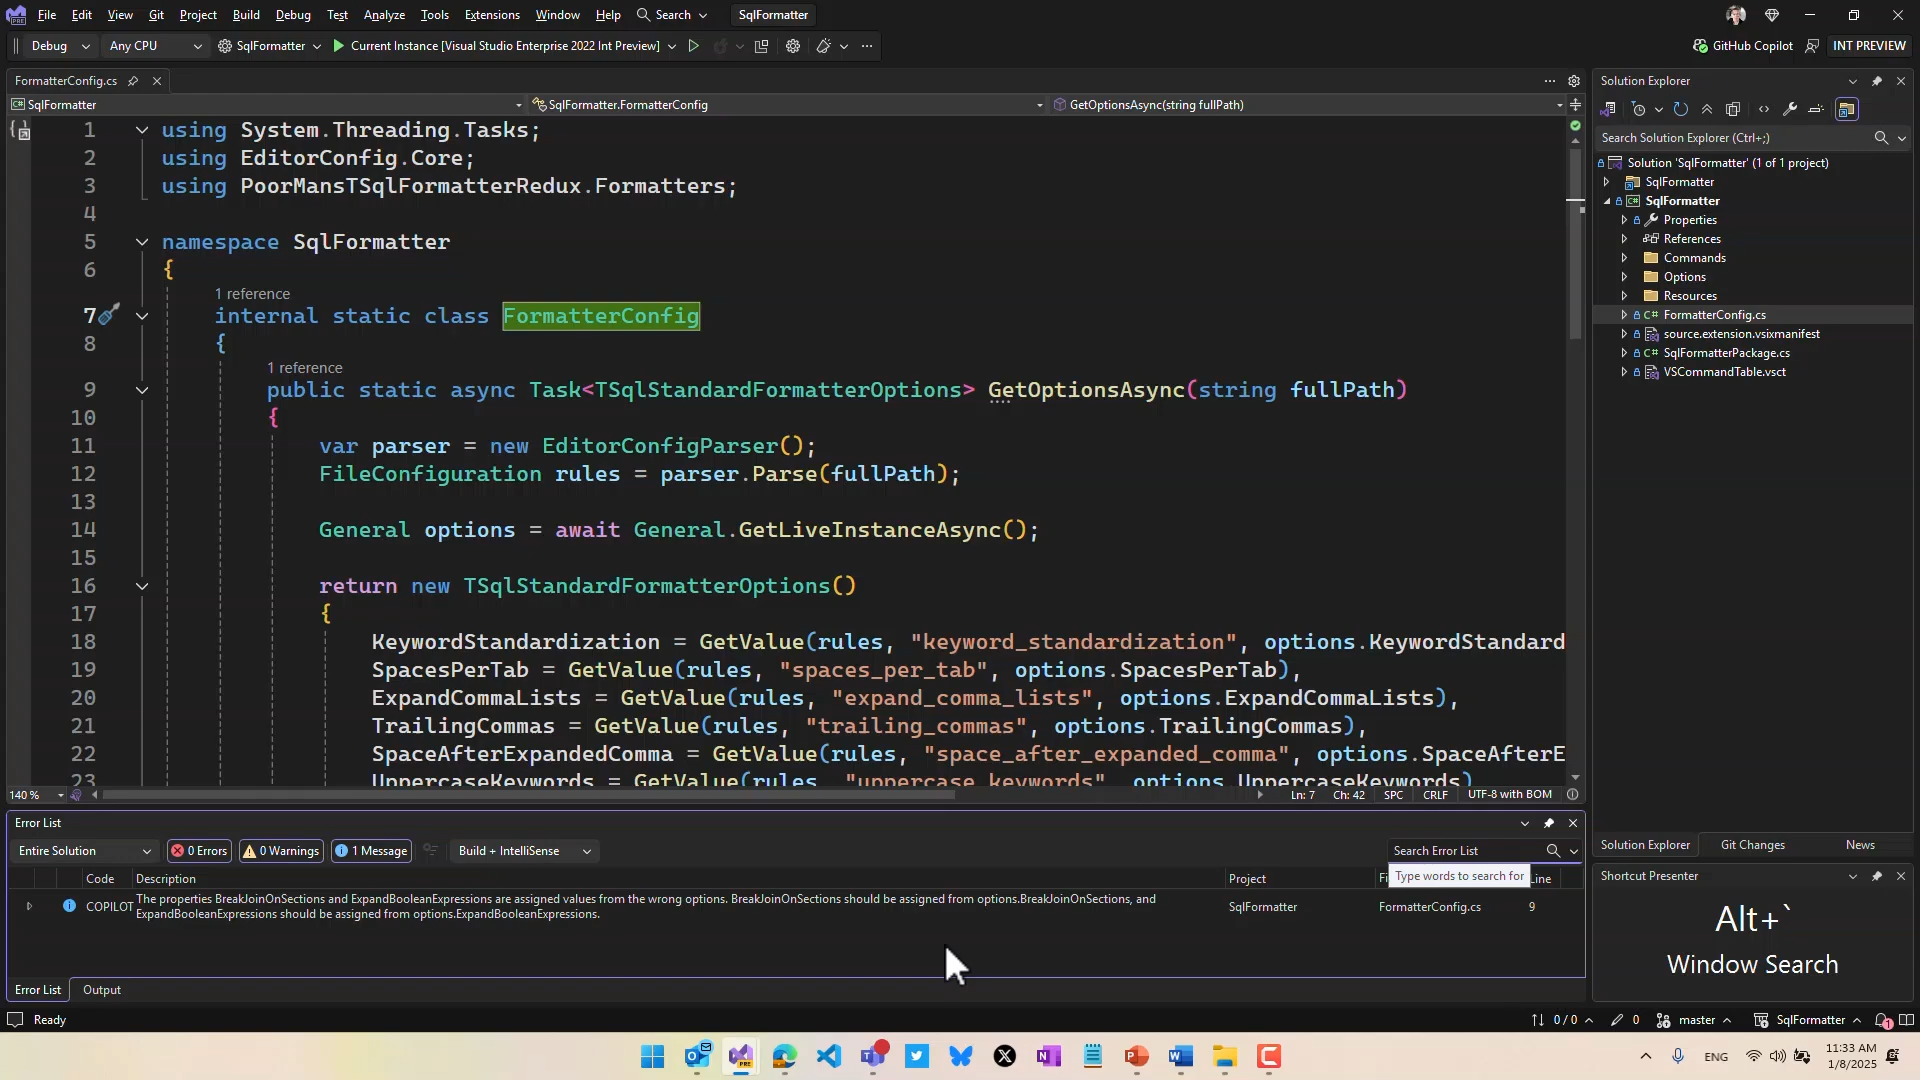 File Edit View Git Project Build Debug Test Analyze Tools Extensions Window Help Search SqlFormatter
Debug Any CPU SqlFormatter Current Instance [Visual Studio Enterprise 2022 Int Preview] GitHub Copilot INT PREVIEW
FormatterConfig.cs
SqlFormatter SqlFormatter.FormatterConfig GetOptionsAsync(string fullPath)
1 using System.Threading.Tasks;
2 using EditorConfig.Core;
3 using PoorMansTSqlFormatterRedux.Formatters;
4
5 namespace SqlFormatter
6 {
1 reference
7 internal static class FormatterConfig
8 {
1 reference
9 public static async Task<TSqlStandardFormatterOptions> GetOptionsAsync(string fullPath)
10 {
11 var parser = new EditorConfigParser();
12 FileConfiguration rules = parser.Parse(fullPath);
13
14 General options = await General.GetLiveInstanceAsync();
15
16 return new TSqlStandardFormatterOptions()
17 {
18 KeywordStandardization = GetValue(rules, "keyword_standardization", options.KeywordStandard
19 SpacesPerTab = GetValue(rules, "spaces_per_tab", options.SpacesPerTab),
20 ExpandCommaLists = GetValue(rules, "expand_comma_lists", options.ExpandCommaLists),
21 TrailingCommas = GetValue(rules, "trailing_commas", options.TrailingCommas),
22 SpaceAfterExpandedComma = GetValue(rules, "space_after_expanded_comma", options.SpaceAfterE
23 UppercaseKeywords = GetValue(rules, "uppercase_keywords", options.UppercaseKeywords)
140 % Ln: 7 Ch: 42 SPC CRLF UTF-8 with BOM
Error List
Entire Solution 0 Errors 0 Warnings 1 Message Build + IntelliSense Search Error List
Type words to search for
Code Description Project Line
COPILOT The properties BreakJoinOnSections and ExpandBooleanExpressions are assigned values from the wrong options. BreakJoinOnSections should be assigned from options.BreakJoinOnSections, and
ExpandBooleanExpressions should be assigned from options.ExpandBooleanExpressions. SqlFormatter FormatterConfig.cs 9
Error List Output
Solution Explorer
Search Solution Explorer (Ctrl+;)
Solution 'SqlFormatter' (1 of 1 project)
SqlFormatter
SqlFormatter
Properties
References
Commands
Options
Resources
C# FormatterConfig.cs
source.extension.vsixmanifest
C# SqlFormatterPackage.cs
VSCommandTable.vsct
Solution Explorer Git Changes News
Shortcut Presenter
Alt+`
Window Search
Ready 0 / 0 0 master SqlFormatter 1
ENG 11:33 AM
1/8/2025